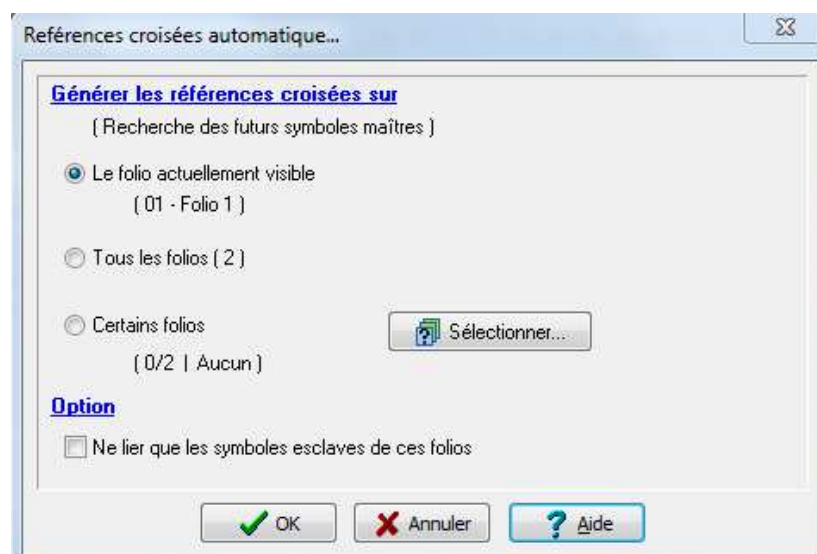 Reférences croisées automatique...
Générer les références croisées sur
( Recherche des futurs symboles maîtres )
Le folio actuellement visible
( 01 - Folio 1 )
Tous les folios ( 2 )
Certains folios
Sélectionner...
( 0/2 | Aucun )
Option
Ne lier que les symboles esclaves de ces folios
OK
Annuler
Aide